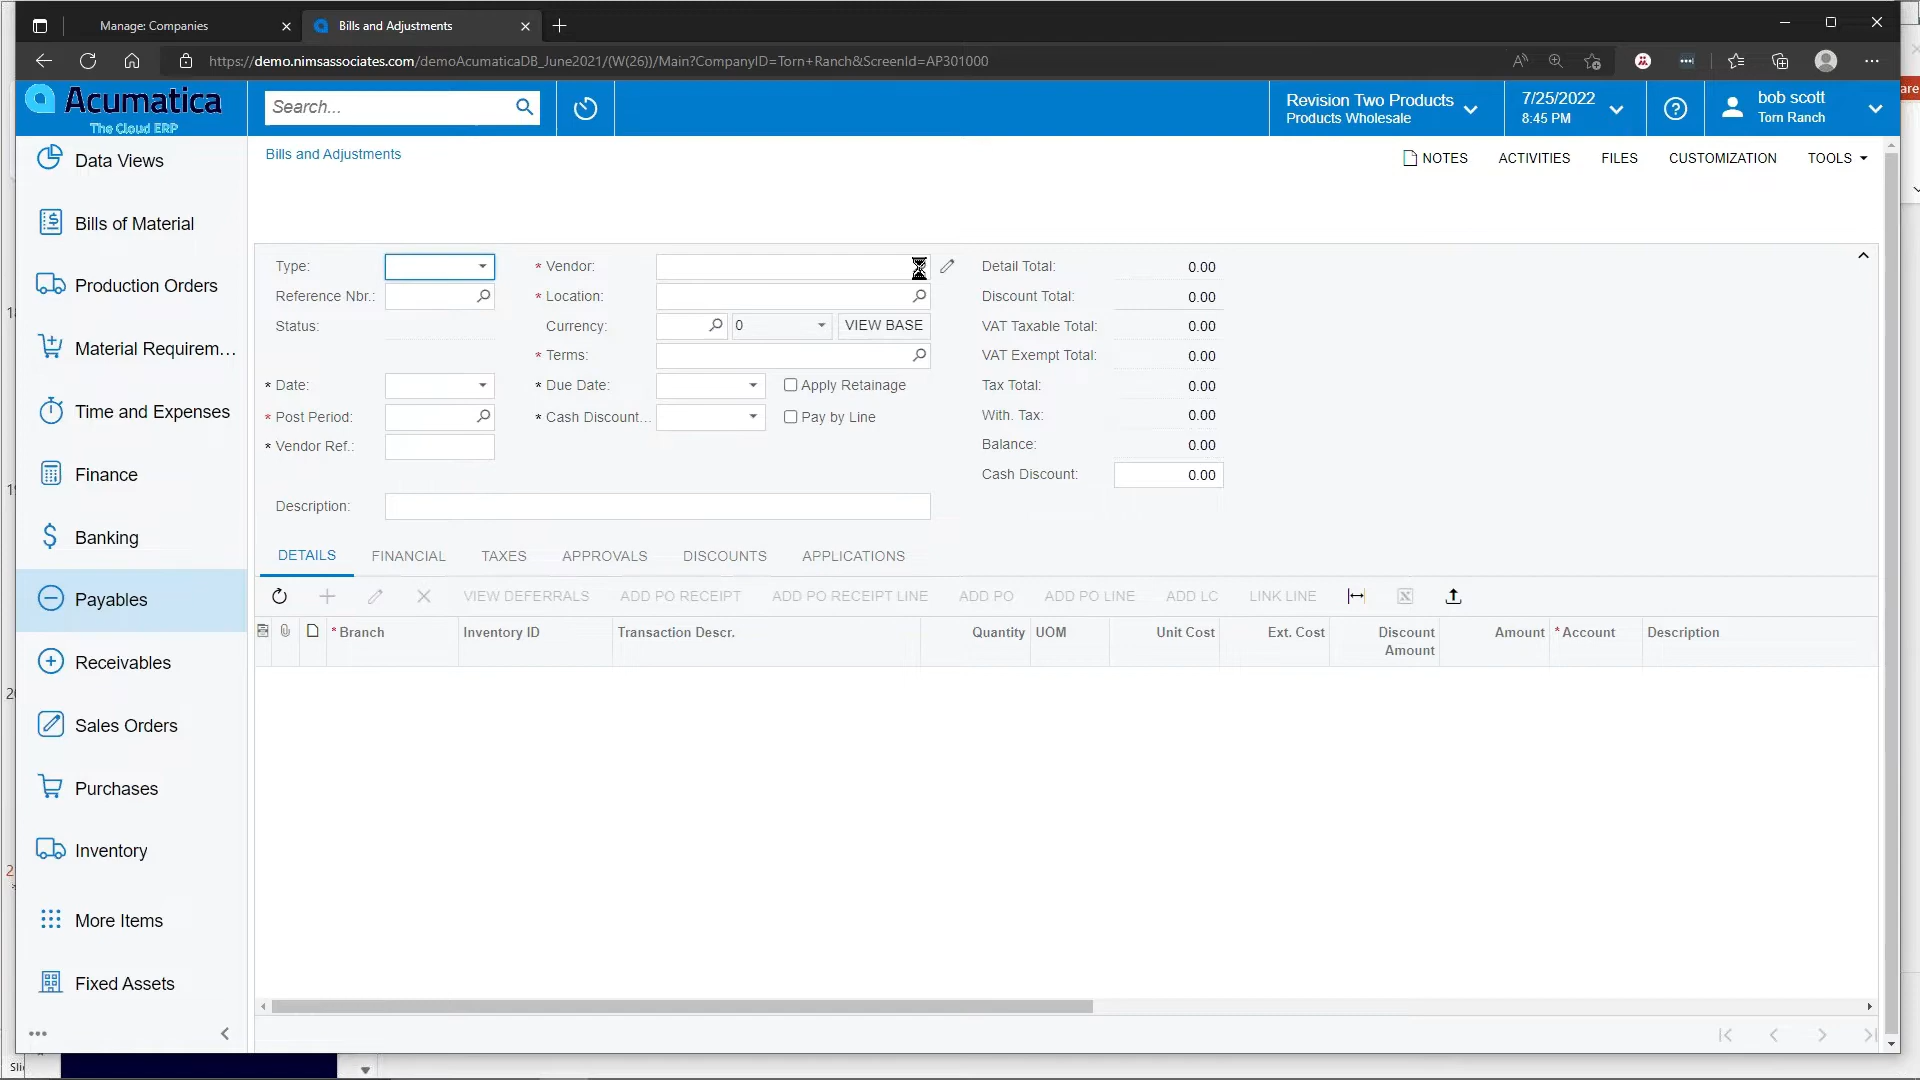 Manage: Companies
Bills and Adjustments
https://demo.nimsassociates.com/demoAcumaticaDB_June2021/(W(26))/Main?CompanyID=Torn+Ranch&ScreenId=AP301000
Acumatica
The Cloud ERP
Search...
Revision Two Products
Products Wholesale
7/25/2022
8:45 PM
bob scott
Torn Ranch
Data Views
Bills of Material
Production Orders
Material Requirem...
Time and Expenses
Finance
Banking
Payables
Receivables
Sales Orders
Purchases
Inventory
More Items
Fixed Assets
Bills and Adjustments
NOTES ACTIVITIES FILES CUSTOMIZATION TOOLS
Type: * Vendor: Detail Total: 0.00
Reference Nbr.: * Location: Discount Total: 0.00
Status: Currency: 0 VIEW BASE VAT Taxable Total: 0.00
* Terms: VAT Exempt Total: 0.00
* Date: * Due Date: Apply Retainage Tax Total: 0.00
* Post Period: * Cash Discount... Pay by Line With. Tax: 0.00
* Vendor Ref.: Balance: 0.00
Cash Discount: 0.00
Description:
DETAILS FINANCIAL TAXES APPROVALS DISCOUNTS APPLICATIONS
VIEW DEFERRALS ADD PO RECEIPT ADD PO RECEIPT LINE ADD PO ADD PO LINE ADD LC LINK LINE
* Branch Inventory ID Transaction Descr. Quantity UOM Unit Cost Ext. Cost Discount Amount Amount * Account Description